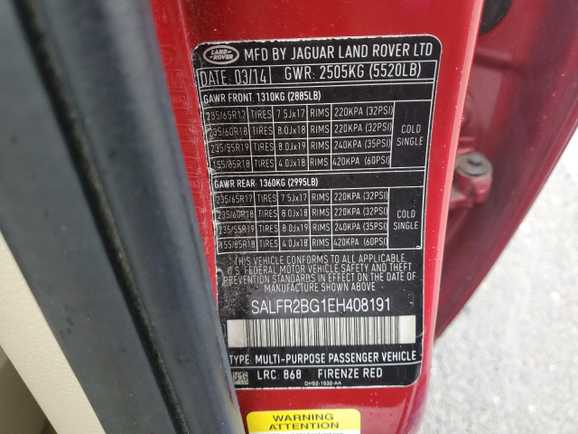 LAND ROVER MFD BY JAGUAR LAND ROVER LTD
DATE: 03/14 GWR: 2505KG (5520LB)
GAWR FRONT 1310KG (2885LB)
235/65R17 TIRES 7.5Jx17 RIMS 220KPA (32PSI)
235/60R18 TIRES 8.0Jx18 RIMS 220KPA (32PSI)
235/55R19 TIRES 8.0Jx19 RIMS 240KPA (35PSI)
155/85R18 TIRES 4.0Jx18 RIMS 420KPA (60PSI)
COLD
SINGLE
GAWR REAR 1360KG (2995LB)
235/65R17 TIRES 7.5Jx17 RIMS 220KPA (32PSI)
235/60R18 TIRES 8.0Jx18 RIMS 220KPA (32PSI)
235/55R19 TIRES 8.0Jx19 RIMS 240KPA (35PSI)
155/85R18 TIRES 4.0Jx18 RIMS 420KPA (60PSI)
COLD
SINGLE
THIS VEHICLE CONFORMS TO ALL APPLICABLE
U.S. FEDERAL MOTOR VEHICLE SAFETY AND THEFT
PREVENTION STANDARDS IN EFFECT ON THE DATE OF
MANUFACTURE SHOWN ABOVE
SALFR2BG1EH408191
TYPE: MULTI-PURPOSE PASSENGER VEHICLE
LRC: 868 FIRENZE RED
WARNING
ATTENTION